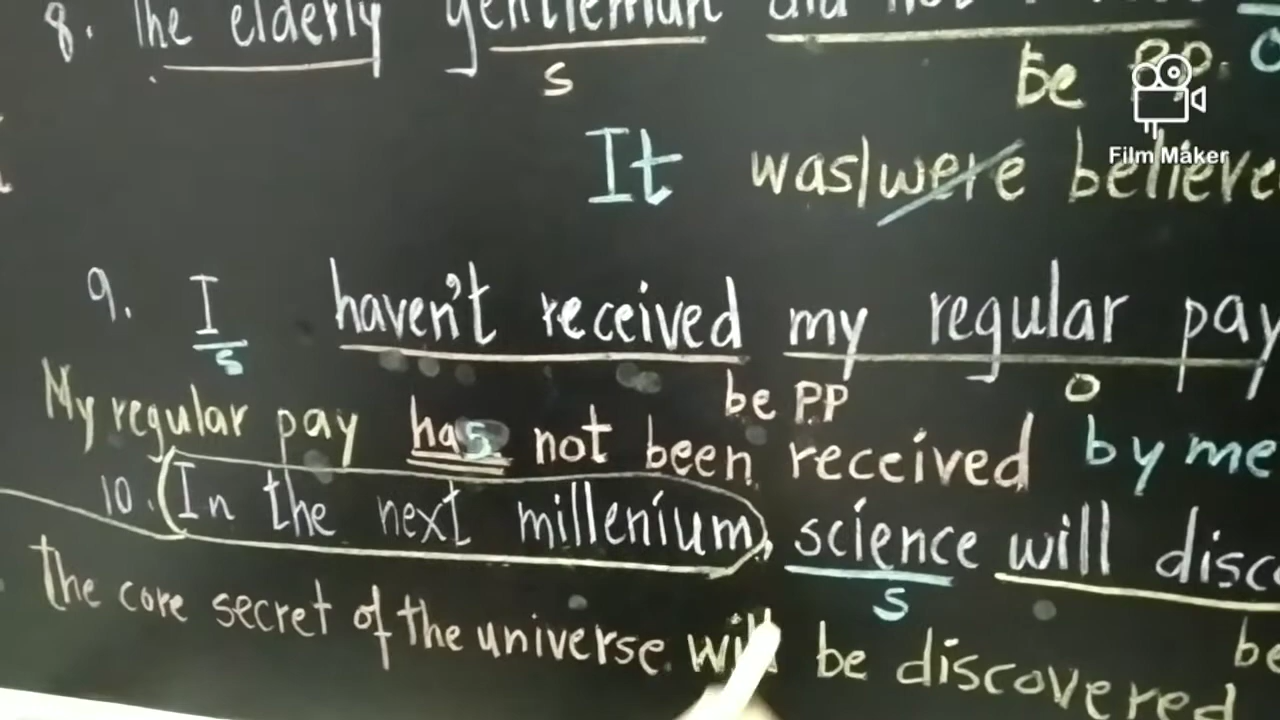 8. The elderly gentleman did not
S
be P.P. O
Film Maker
It was/were believe
9. I haven't received my regular pay
S
be PP O
My regular pay has not been received by me
10. (In the next millenium), science will disc
S
be
The core secret of the universe will be discovered